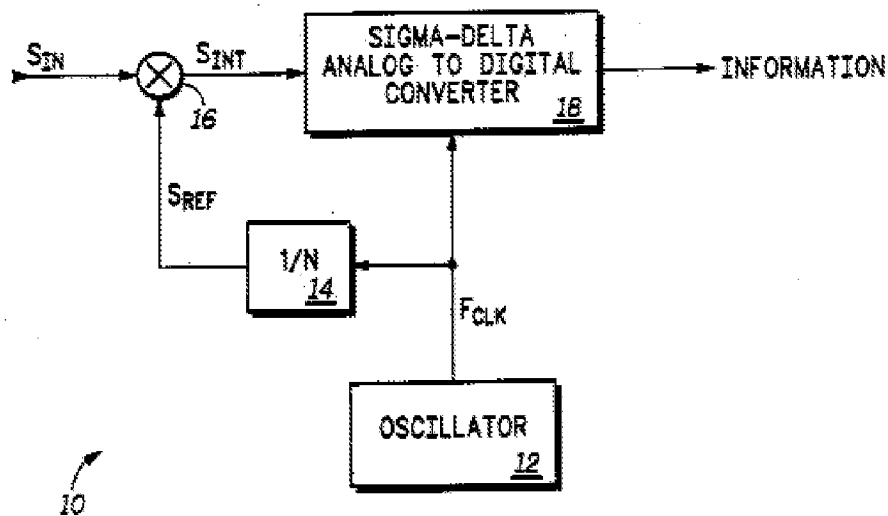 SIGMA-DELTA
ANALOG TO DIGITAL
CONVERTER
18
S_IN
S_INT
16
INFORMATION
S_REF
1/N
14
F_CLK
OSCILLATOR
12
10